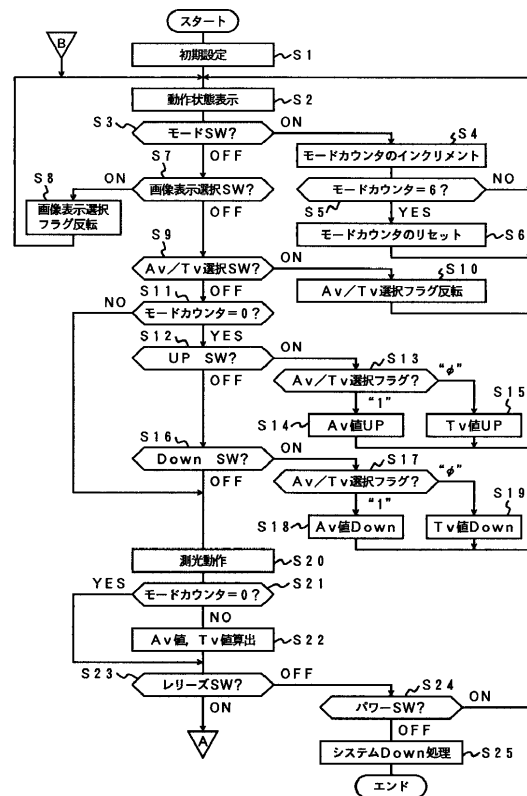 スタート
B
初期設定
S1
動作状態表示
S2
S3
モードSW?
ON
S4
OFF
モードカウンタのインクリメント
S7
S8
ON
画像表示選択SW?
モードカウンタ=6?
NO
画像表示選択
フラグ反転
OFF
S5
YES
モードカウンタのリセット
S6
S9
Av/Tv選択SW?
ON
S10
NO
S11
OFF
Av/Tv選択フラグ反転
モードカウンタ=0?
S12
YES
UP SW?
ON
S13
OFF
Av/Tv選択フラグ?
"φ"
S15
"1"
S14
Av値UP
Tv値UP
S16
Down SW?
ON
S17
OFF
Av/Tv選択フラグ?
"φ"
S19
"1"
S18
Av値Down
Tv値Down
測光動作
S20
YES
モードカウンタ=0?
S21
NO
Av値,Tv値算出
S22
S23
レリーズSW?
OFF
S24
ON
パワーSW?
ON
A
OFF
システムDown処理
S25
エンド